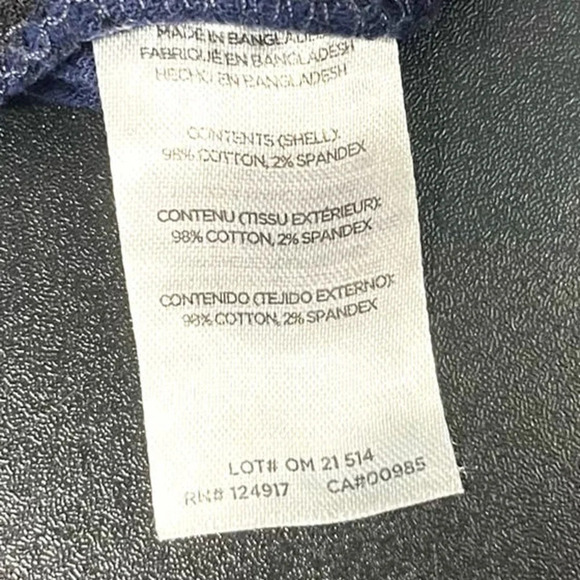 MADE IN BANGLADESH
FABRIQUÉ EN BANGLADESH
HECHO EN BANGLADESH
CONTENTS (SHELL):
98% COTTON, 2% SPANDEX
CONTENU (TISSU EXTÉRIEUR):
98% COTTON, 2% SPANDEX
CONTENIDO (TEJIDO EXTERNO):
98% COTTON, 2% SPANDEX
LOT# OM 21 514
RN# 124917 CA#00985